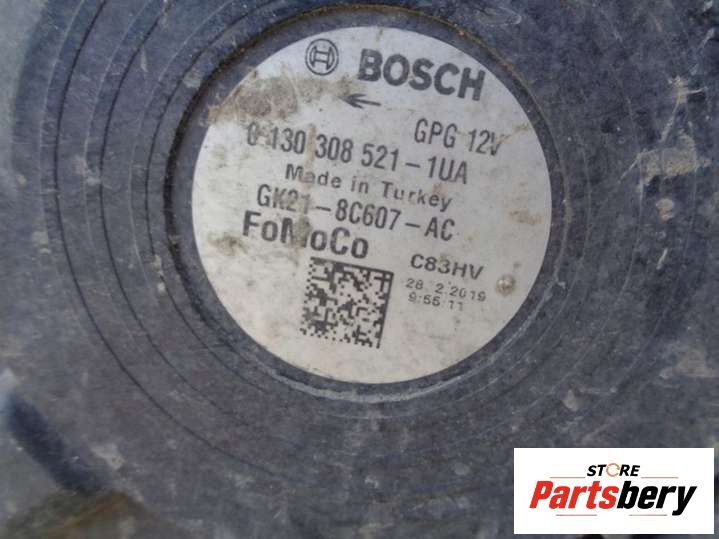 BOSCH
GPG 12V
0 130 308 521-1UA
Made in Turkey
GK21-8C607-AC
FoMoCo
C83HV
28.2.2019
9:55:11
STORE
Partsbery